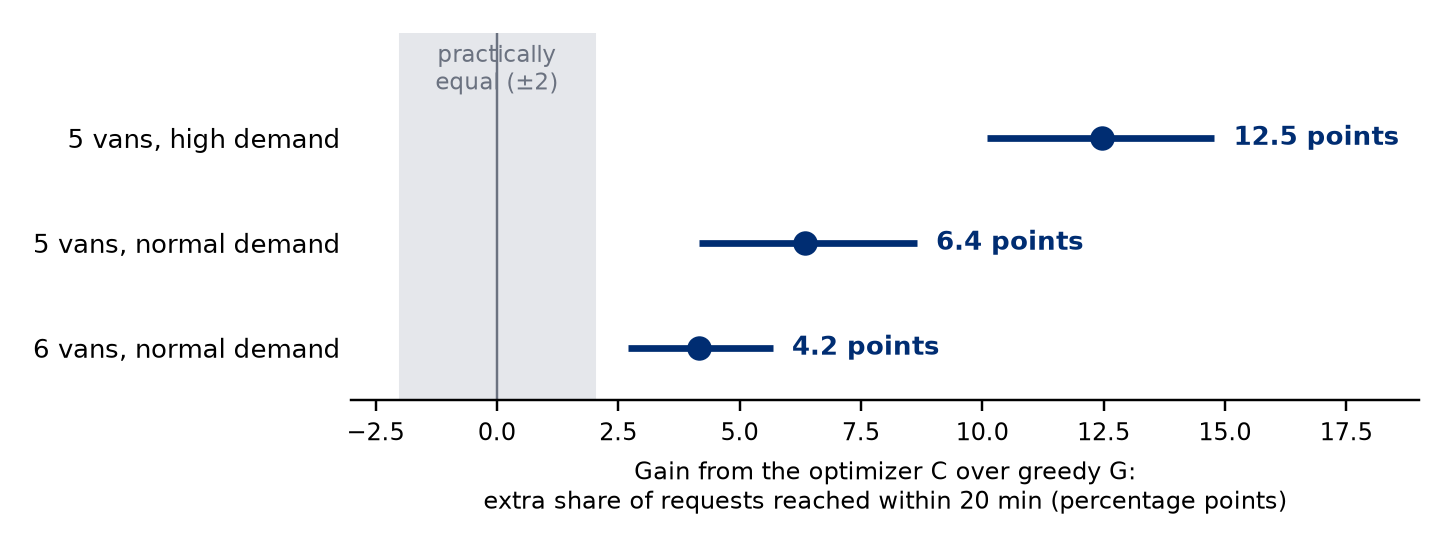 practically
equal (±2)
5 vans, high demand
12.5 points
5 vans, normal demand
6.4 points
6 vans, normal demand
4.2 points
−2.5 0.0 2.5 5.0 7.5 10.0 12.5 15.0 17.5
Gain from the optimizer C over greedy G:
extra share of requests reached within 20 min (percentage points)